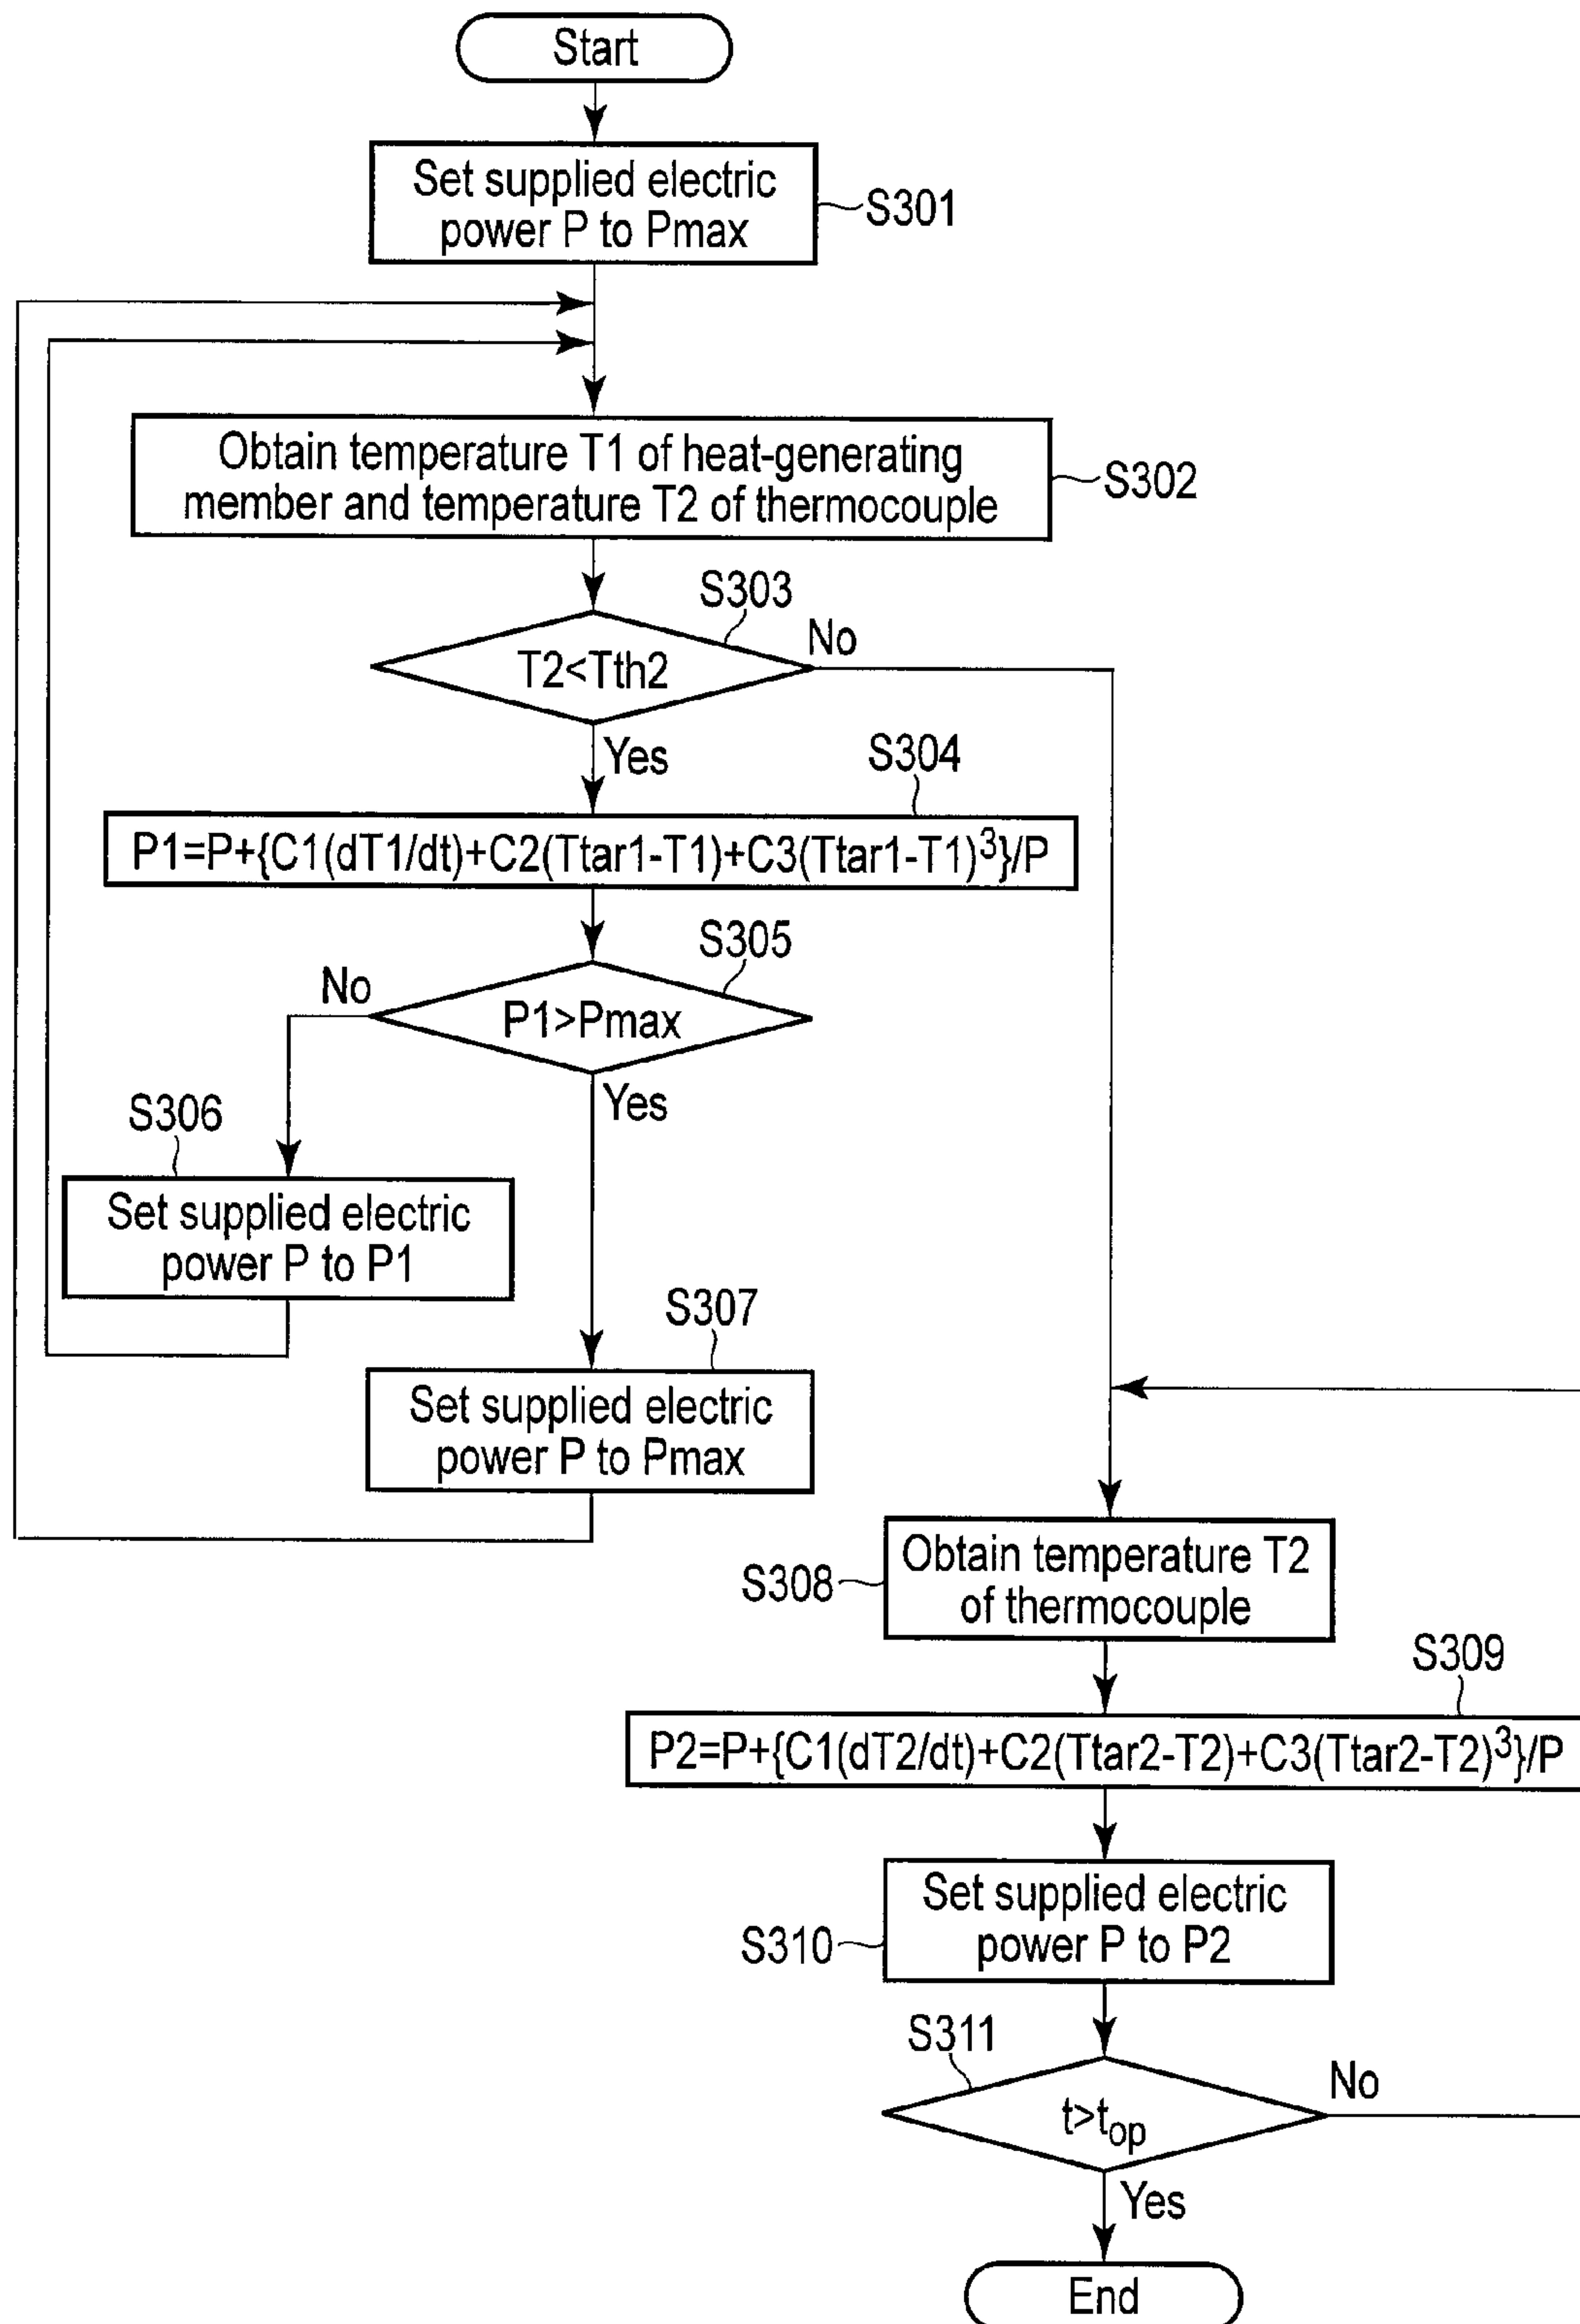 Start
Set supplied electric
power P to Pmax
S301
Obtain temperature T1 of heat-generating
member and temperature T2 of thermocouple
S302
S303
T2<Tth2
No
Yes
S304
P1=P+{C1(dT1/dt)+C2(Ttar1-T1)+C3(Ttar1-T1)³}/P
S305
No
P1>Pmax
Yes
S306
Set supplied electric
power P to P1
S307
Set supplied electric
power P to Pmax
S308
Obtain temperature T2
of thermocouple
S309
P2=P+{C1(dT2/dt)+C2(Ttar2-T2)+C3(Ttar2-T2)³}/P
Set supplied electric
power P to P2
S310
S311
No
t>top
Yes
End